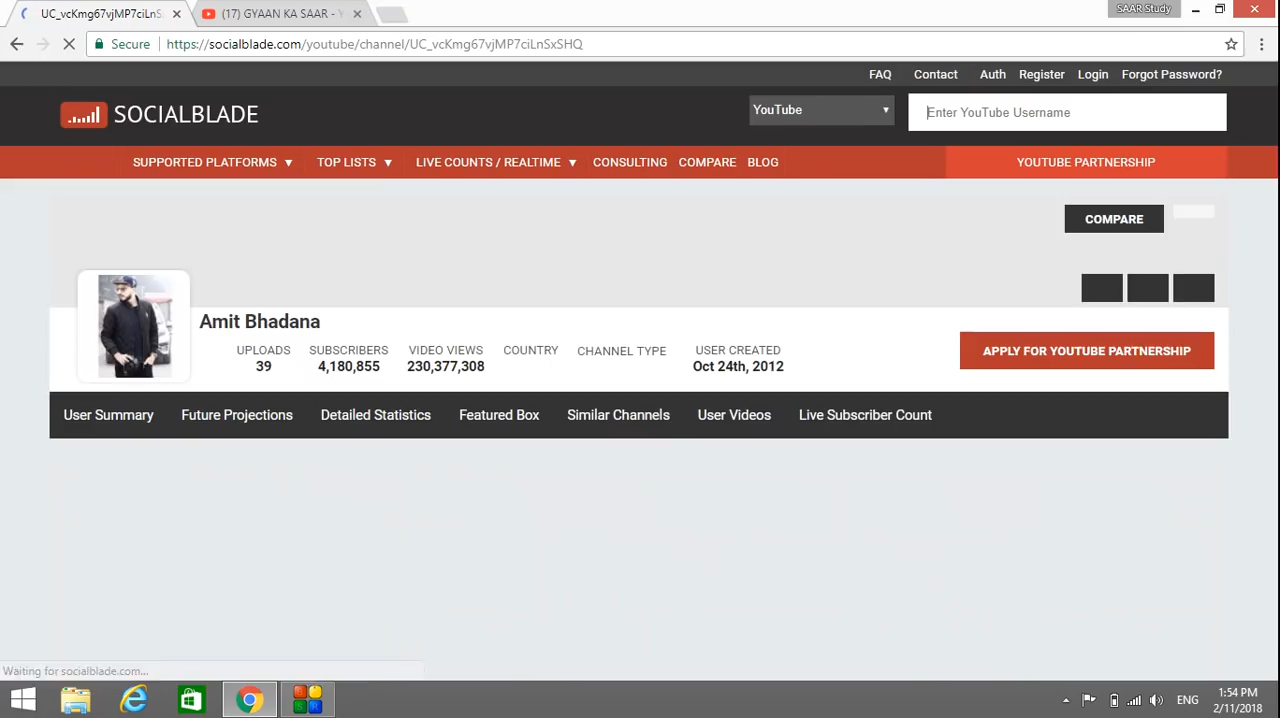 UC_vcKmg67vjMP7ciLnS
(17) GYAAN KA SAAR - Y
SAAR Study
Secure
https://socialblade.com/youtube/channel/UC_vcKmg67vjMP7ciLnSxSHQ
FAQ Contact Auth Register Login Forgot Password?
SOCIALBLADE
YouTube
Enter YouTube Username
SUPPORTED PLATFORMS TOP LISTS LIVE COUNTS / REALTIME CONSULTING COMPARE BLOG
YOUTUBE PARTNERSHIP
COMPARE
Amit Bhadana
UPLOADS SUBSCRIBERS VIDEO VIEWS COUNTRY CHANNEL TYPE USER CREATED
39 4,180,855 230,377,308 Oct 24th, 2012
APPLY FOR YOUTUBE PARTNERSHIP
User Summary Future Projections Detailed Statistics Featured Box Similar Channels User Videos Live Subscriber Count
Waiting for socialblade.com...
ENG
1:54 PM
2/11/2018